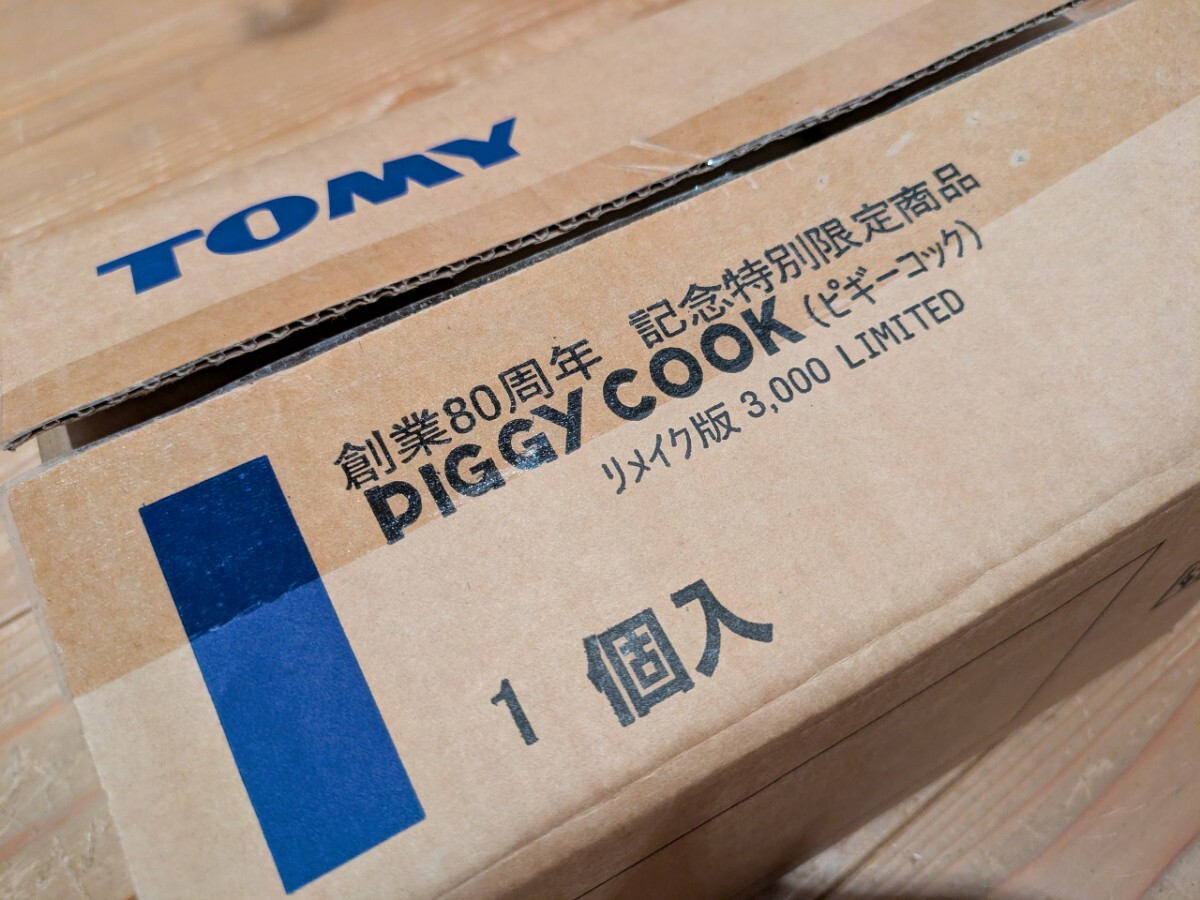 TOMY
創業80周年 記念特別限定商品
PIGGY COOK (ピギーコック)
リメイク版 3,000 LIMITED
1 個入